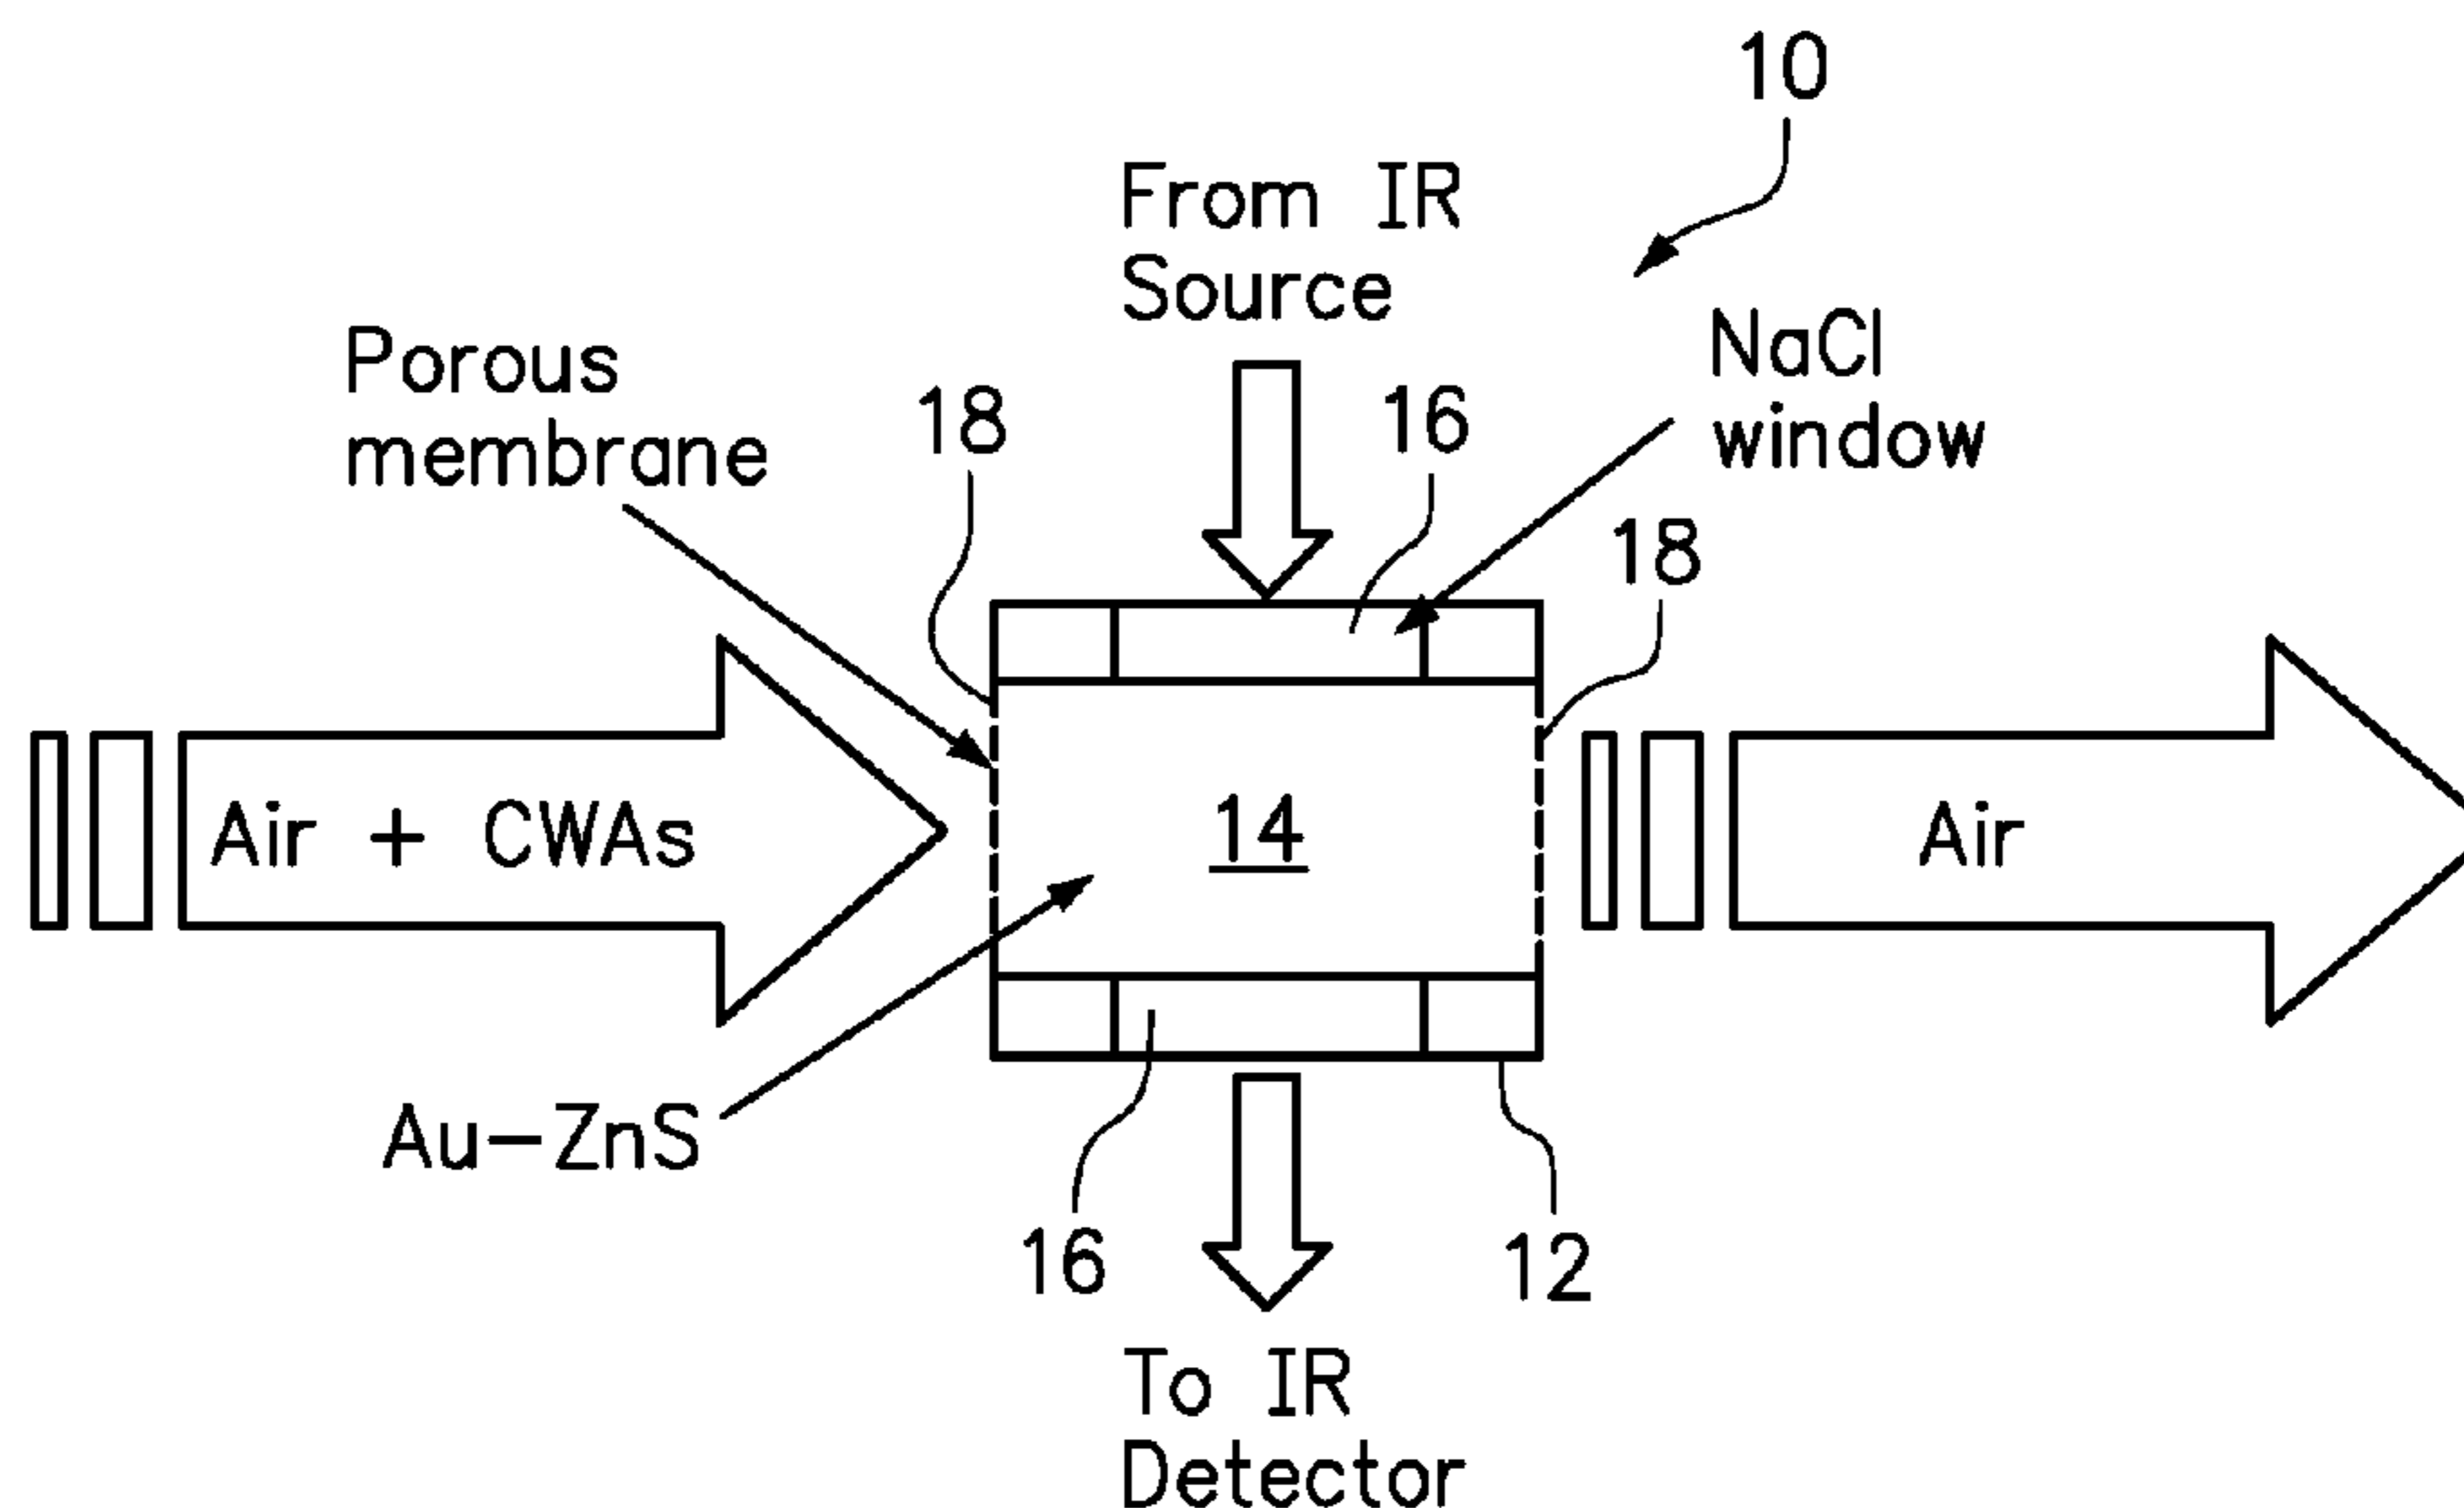 10
From IR
Source
Porous
membrane
NaCl
window
18
16
18
Air + CWAs
14
Air
Au-ZnS
16
12
To IR
Detector